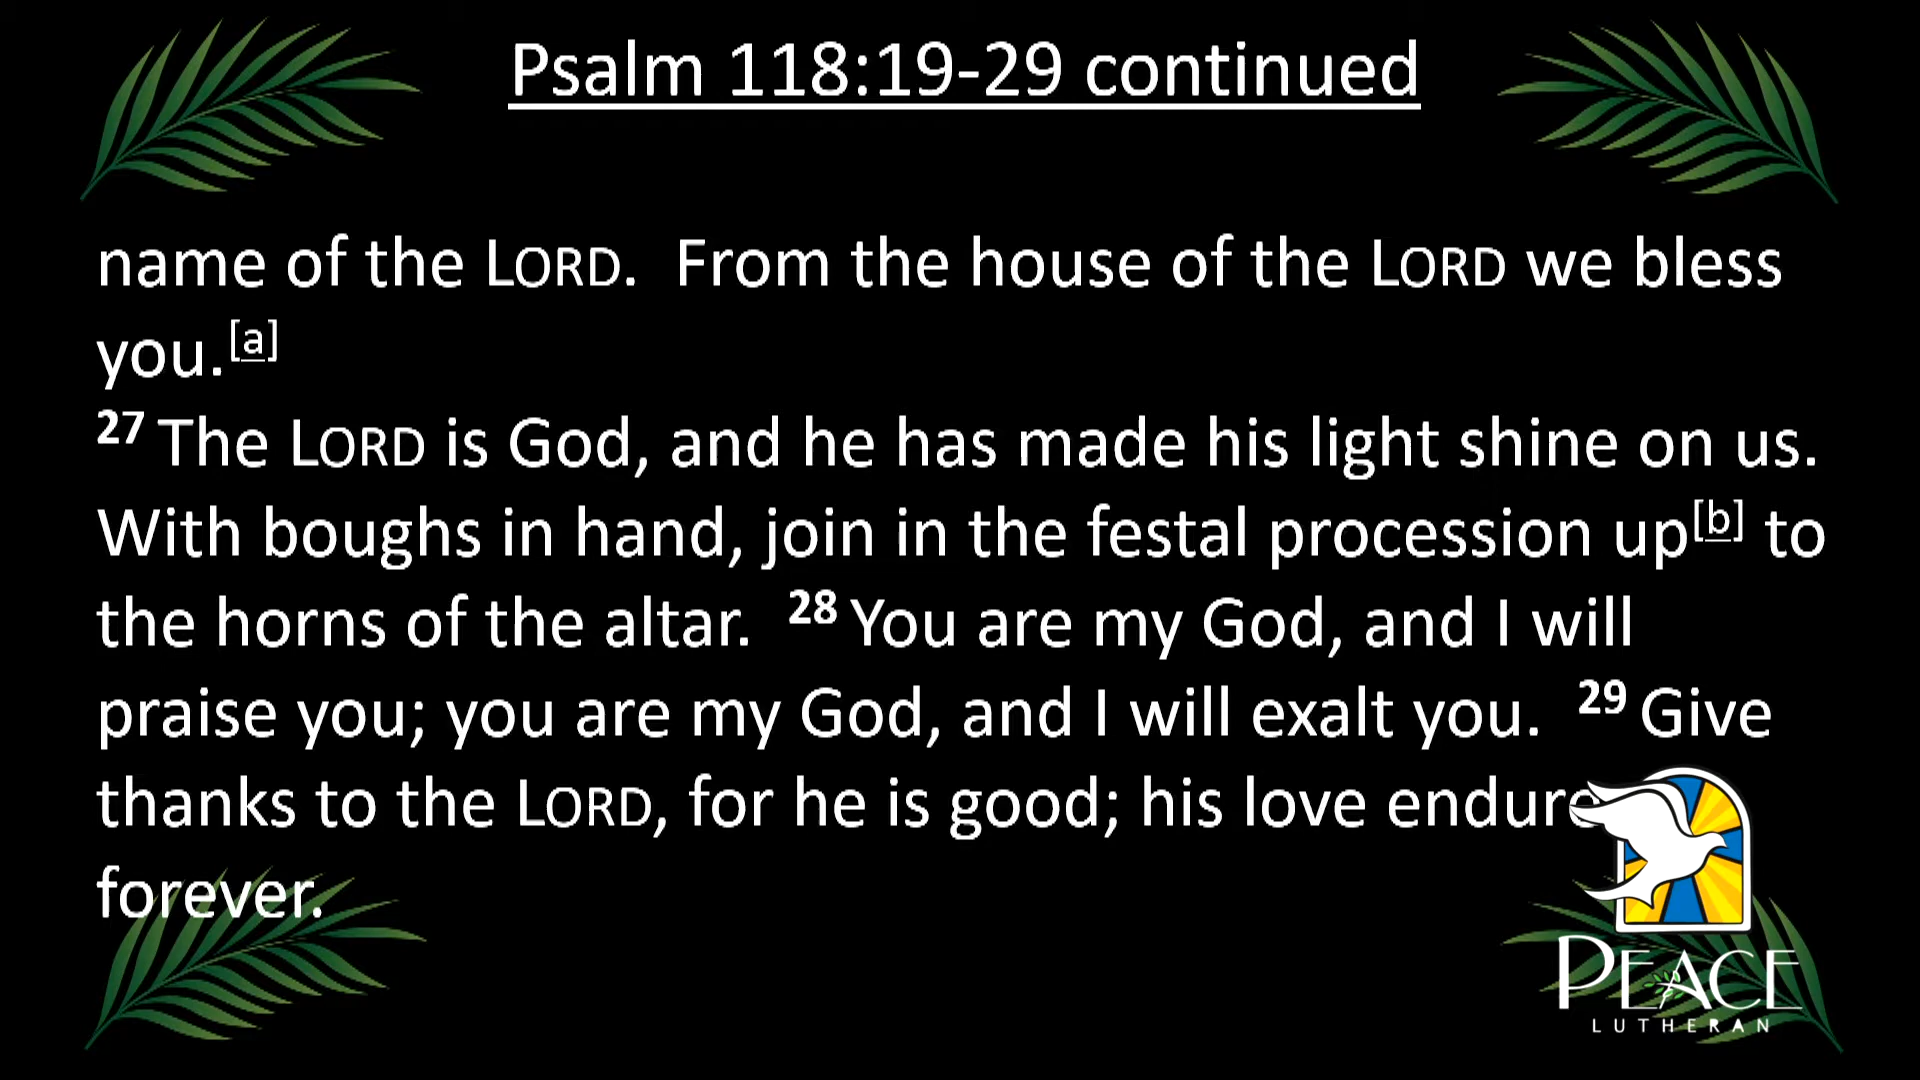 Psalm 118:19-29 continued
name of the LORD.  From the house of the LORD we bless
you.[a]
27 The LORD is God, and he has made his light shine on us.
With boughs in hand, join in the festal procession up[b] to
the horns of the altar.  28 You are my God, and I will
praise you; you are my God, and I will exalt you.  29 Give
thanks to the LORD, for he is good; his love endure
forever.
PEACE
LUTHERAN